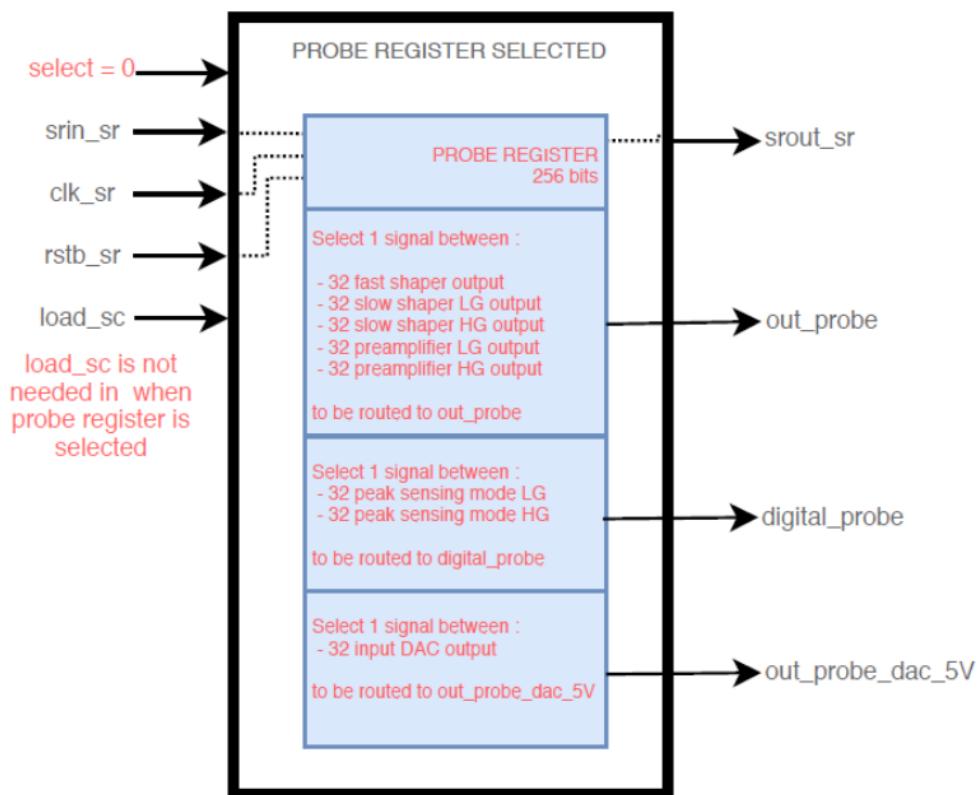 PROBE REGISTER SELECTED
select = 0
srin_sr
clk_sr
rstb_sr
load_sc
load_sc is not
needed in when
probe register is
selected
PROBE REGISTER
256 bits
Select 1 signal between :
- 32 fast shaper output
- 32 slow shaper LG output
- 32 slow shaper HG output
- 32 preamplifier LG output
- 32 preamplifier HG output
to be routed to out_probe
Select 1 signal between :
- 32 peak sensing mode LG
- 32 peak sensing mode HG
to be routed to digital_probe
Select 1 signal between :
- 32 input DAC output
to be routed to out_probe_dac_5V
srout_sr
out_probe
digital_probe
out_probe_dac_5V